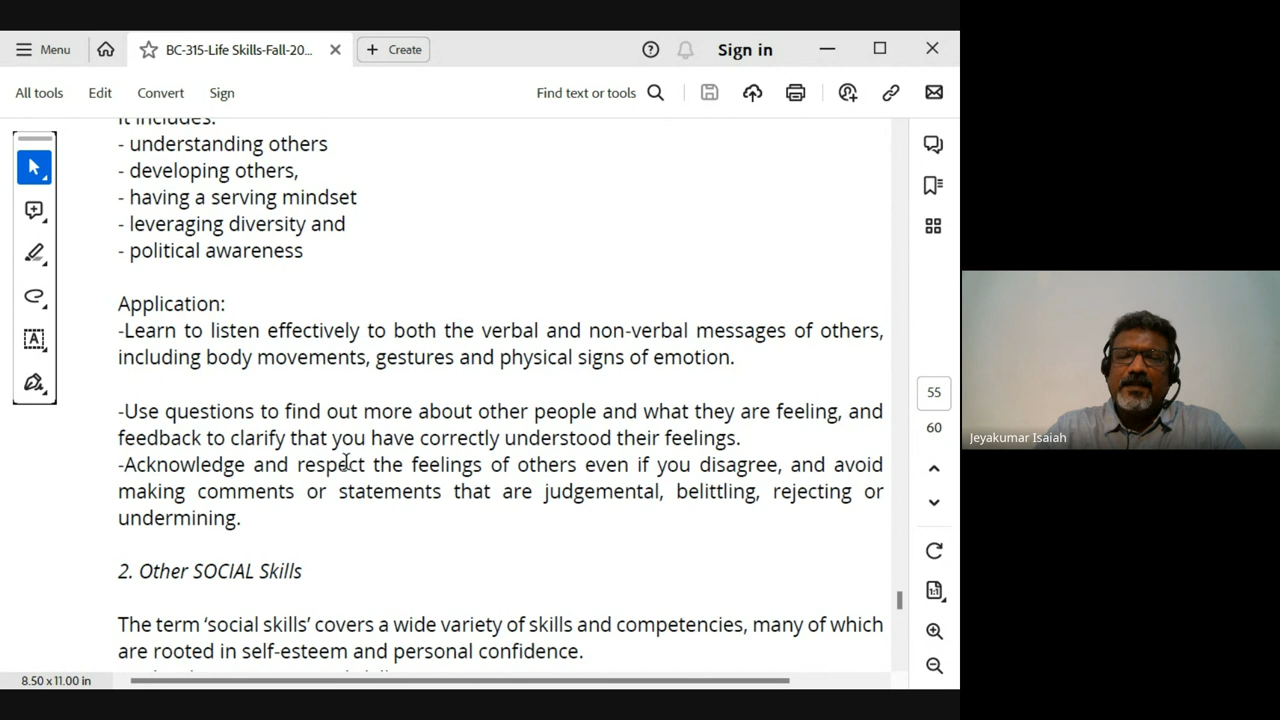 Menu
BC-315-Life Skills-Fall-20...
Create
Sign in
All tools
Edit
Convert
Sign
Find text or tools
It includes:
- understanding others
- developing others,
- having a serving mindset
- leveraging diversity and
- political awareness
Application:
-Learn to listen effectively to both the verbal and non-verbal messages of others,
including body movements, gestures and physical signs of emotion.
-Use questions to find out more about other people and what they are feeling, and
feedback to clarify that you have correctly understood their feelings.
-Acknowledge and respect the feelings of others even if you disagree, and avoid
making comments or statements that are judgemental, belittling, rejecting or
undermining.
2. Other SOCIAL Skills
The term ‘social skills’ covers a wide variety of skills and competencies, many of which
are rooted in self-esteem and personal confidence.
8.50 x 11.00 in
55
60
1:1
Jeyakumar Isaiah